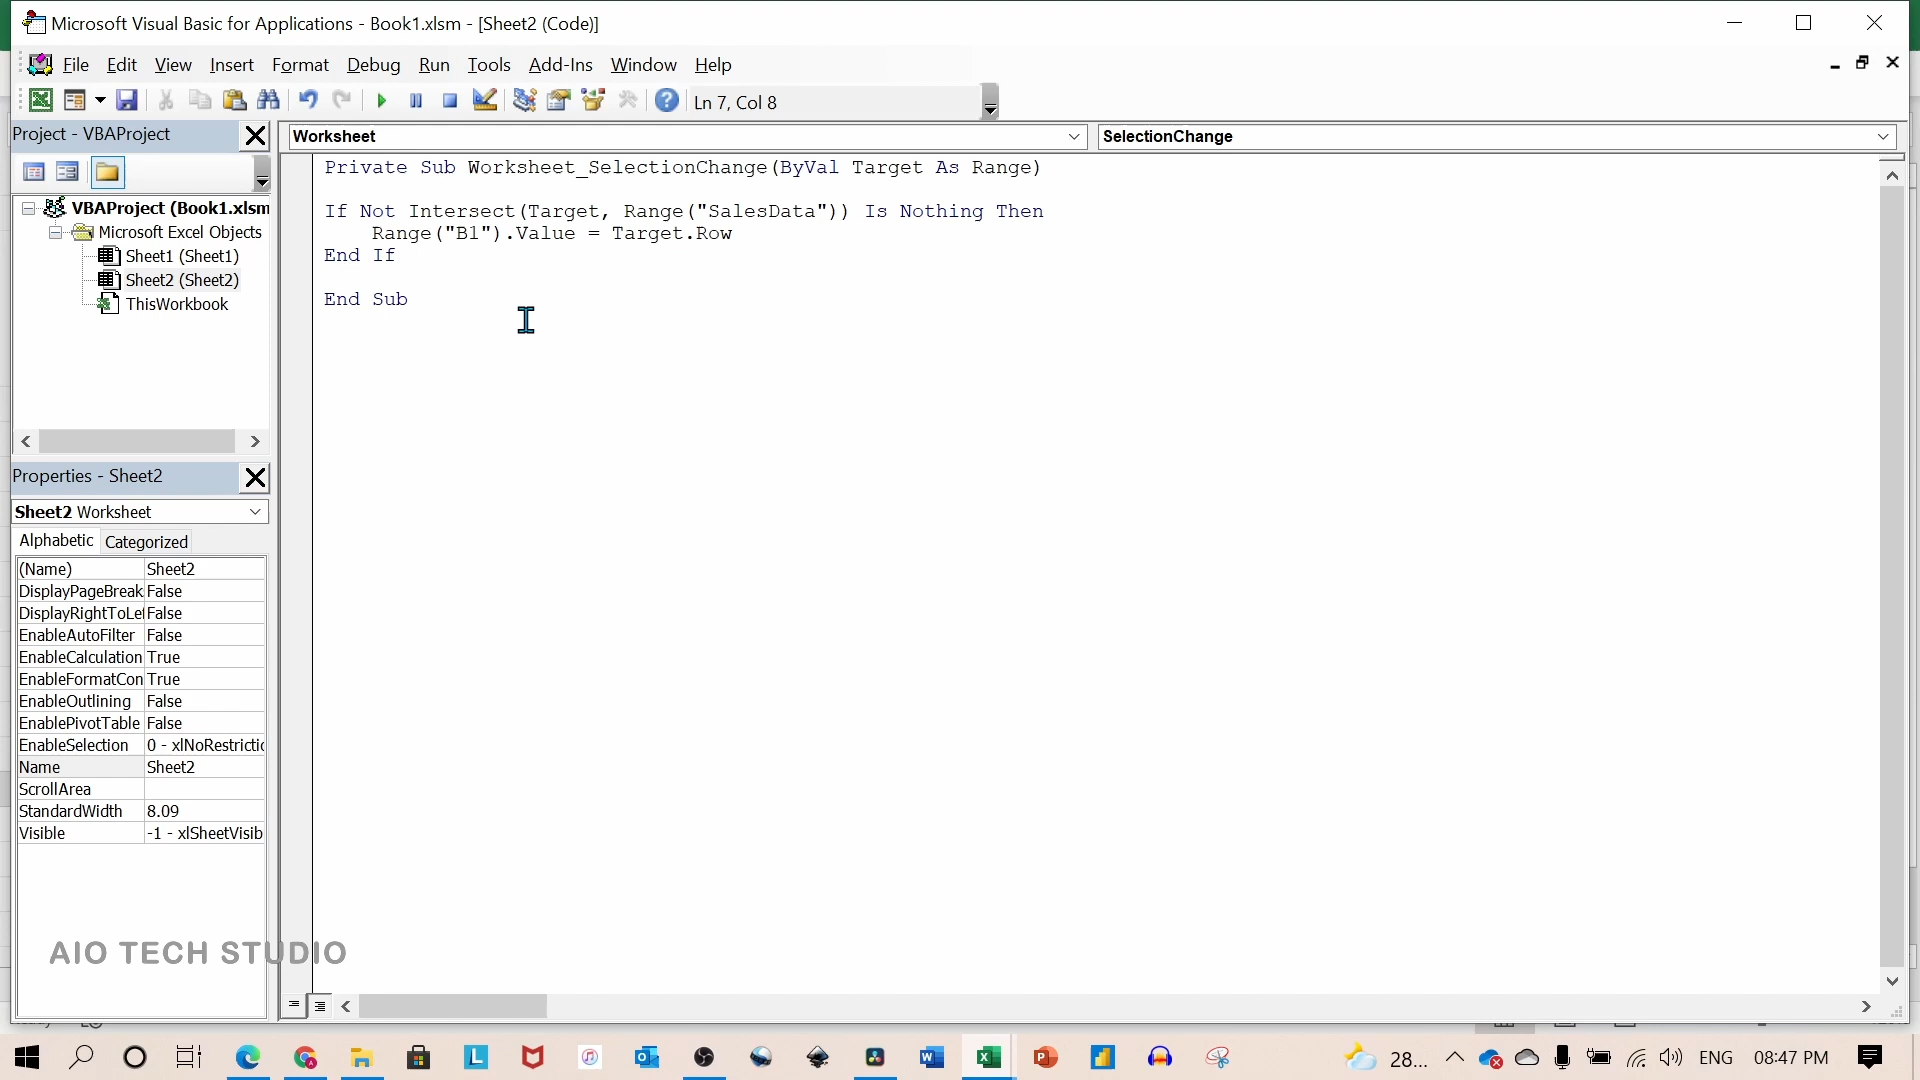 Microsoft Visual Basic for Applications - Book1.xlsm - [Sheet2 (Code)]
File Edit View Insert Format Debug Run Tools Add-Ins Window Help
Ln 7, Col 8
Project - VBAProject
Worksheet
SelectionChange
VBAProject (Book1.xlsm
Microsoft Excel Objects
Sheet1 (Sheet1)
Sheet2 (Sheet2)
ThisWorkbook
Private Sub Worksheet_SelectionChange(ByVal Target As Range)
If Not Intersect(Target, Range("SalesData")) Is Nothing Then
Range("B1").Value = Target.Row
End If
End Sub
Properties - Sheet2
Sheet2 Worksheet
Alphabetic Categorized
(Name) Sheet2
DisplayPageBreak False
DisplayRightToLe False
EnableAutoFilter False
EnableCalculation True
EnableFormatCon True
EnableOutlining False
EnablePivotTable False
EnableSelection 0 - xlNoRestrictic
Name Sheet2
ScrollArea
StandardWidth 8.09
Visible -1 - xlSheetVisib
AIO TECH STUDIO
28... ENG 08:47 PM